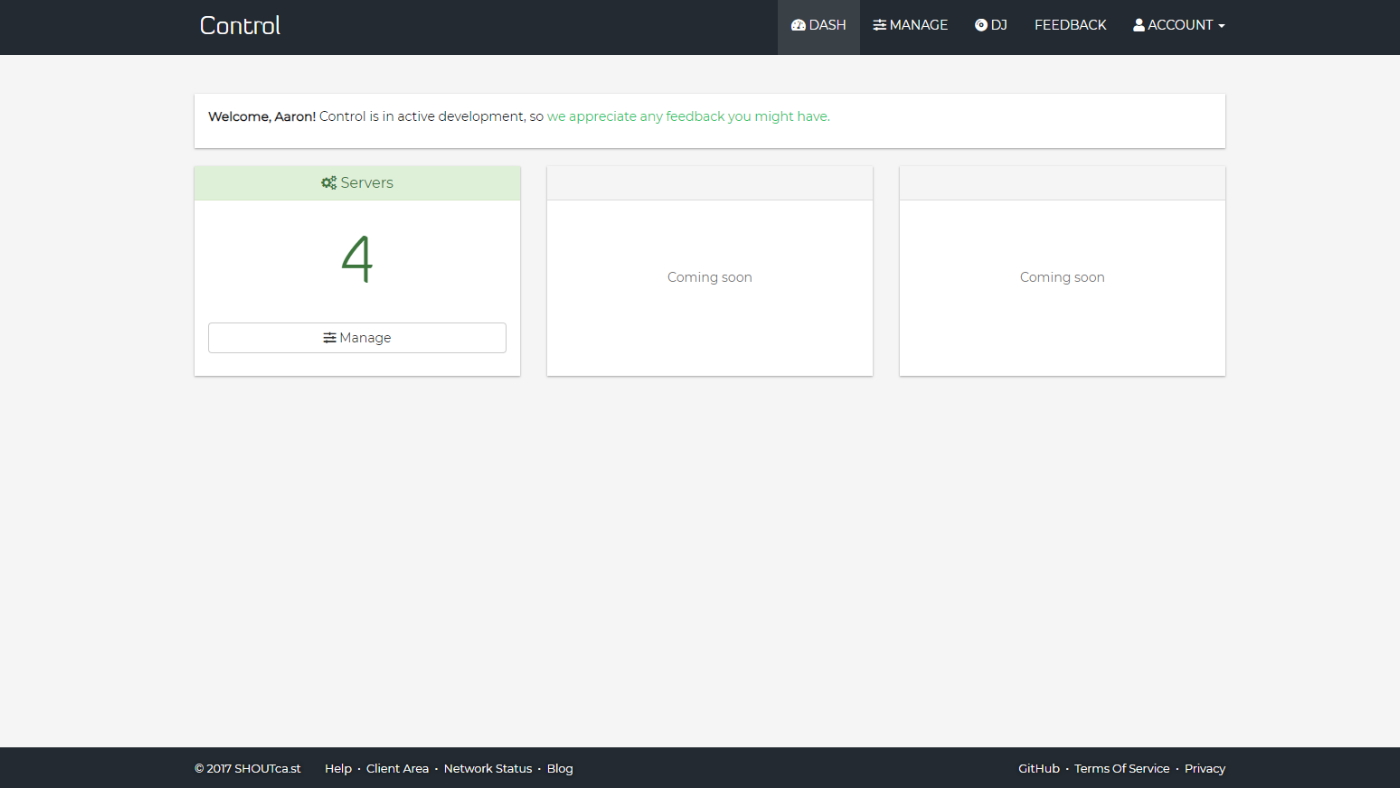 Control
DASH MANAGE DJ FEEDBACK ACCOUNT
Welcome, Aaron! Control is in active development, so we appreciate any feedback you might have.
Servers
4
Manage
Coming soon
Coming soon
© 2017 SHOUTca.st Help · Client Area · Network Status · Blog
GitHub · Terms Of Service · Privacy